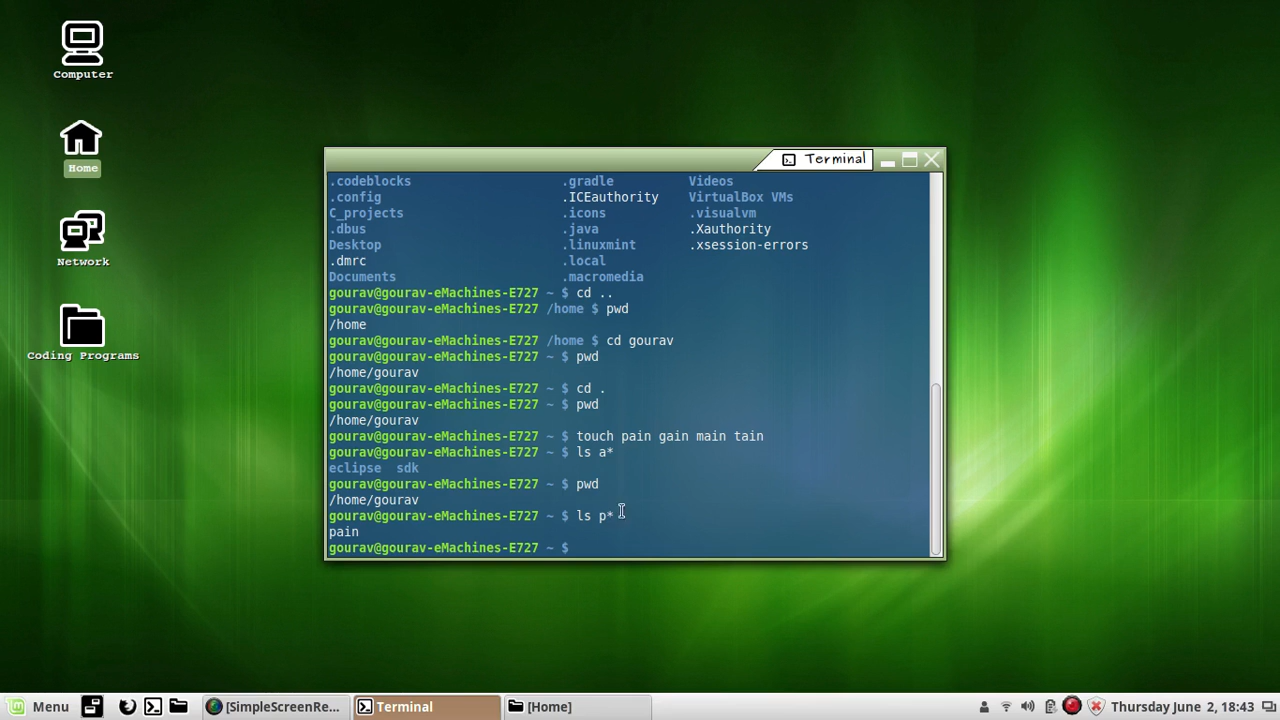 Computer
Home
Network
Coding Programs
Terminal
.codeblocks .gradle Videos
.config .ICEauthority VirtualBox VMs
C_projects .icons .visualvm
.dbus .java .Xauthority
Desktop .linuxmint .xsession-errors
.dmrc .local
Documents .macromedia
gourav@gourav-eMachines-E727 ~ $ cd ..
gourav@gourav-eMachines-E727 /home $ pwd
/home
gourav@gourav-eMachines-E727 /home $ cd gourav
gourav@gourav-eMachines-E727 ~ $ pwd
/home/gourav
gourav@gourav-eMachines-E727 ~ $ cd .
gourav@gourav-eMachines-E727 ~ $ pwd
/home/gourav
gourav@gourav-eMachines-E727 ~ $ touch pain gain main tain
gourav@gourav-eMachines-E727 ~ $ ls a*
eclipse sdk
gourav@gourav-eMachines-E727 ~ $ pwd
/home/gourav
gourav@gourav-eMachines-E727 ~ $ ls p*
pain
gourav@gourav-eMachines-E727 ~ $
Menu [SimpleScreenRe... Terminal [Home] Thursday June 2, 18:43